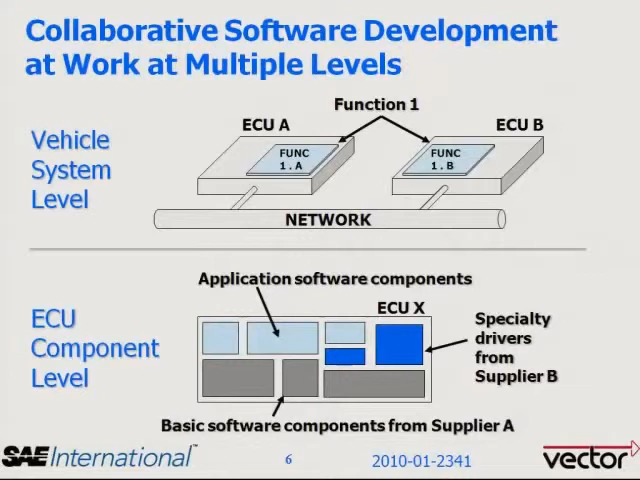 Collaborative Software Development
at Work at Multiple Levels
Function 1
ECU A
ECU B
Vehicle
System
Level
FUNC
1 . A
FUNC
1 . B
NETWORK
Application software components
ECU X
ECU
Component
Level
Specialty
drivers
from
Supplier B
Basic software components from Supplier A
SAE International™
6
2010-01-2341
vector